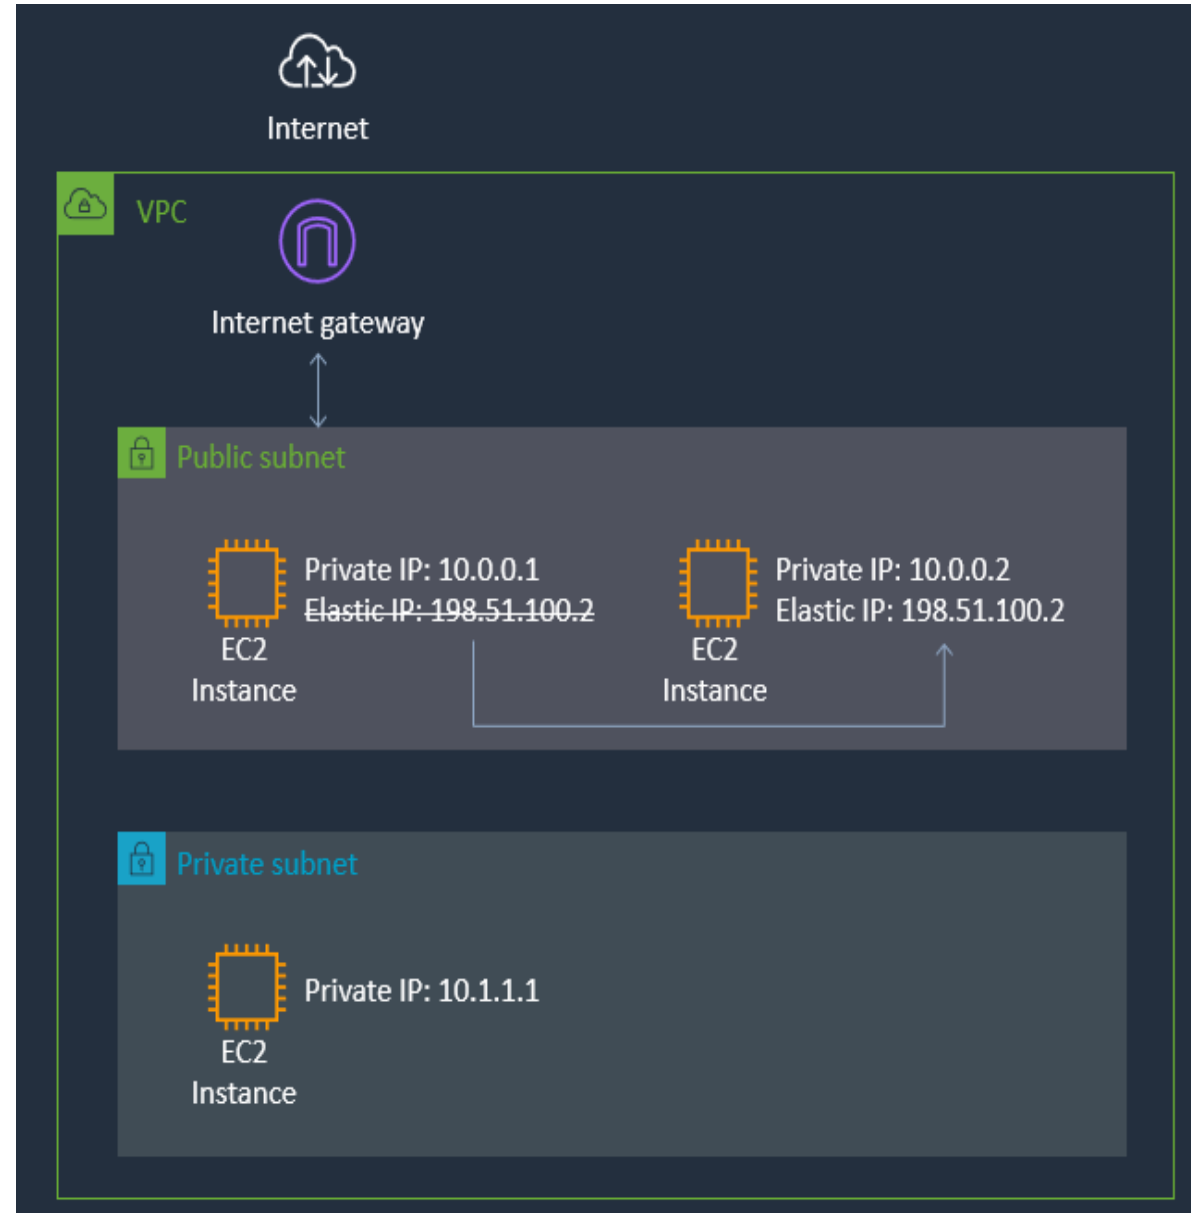 Internet
VPC
Internet gateway
Public subnet
Private IP: 10.0.0.1
Elastic IP: 198.51.100.2
EC2
Instance
Private IP: 10.0.0.2
Elastic IP: 198.51.100.2
EC2
Instance
Private subnet
Private IP: 10.1.1.1
EC2
Instance